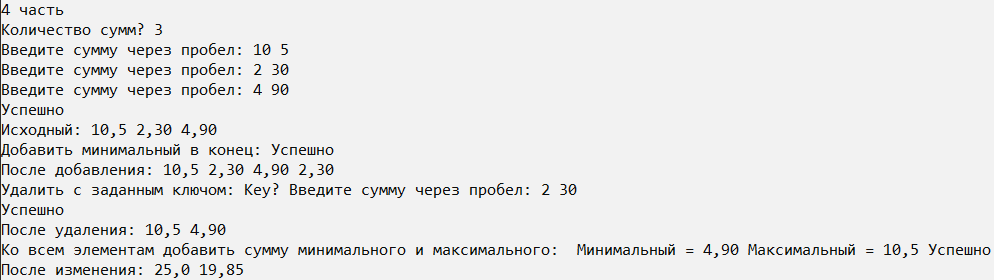 4 часть
Количество сумм? 3
Введите сумму через пробел: 10 5
Введите сумму через пробел: 2 30
Введите сумму через пробел: 4 90
Успешно
Исходный: 10,5 2,30 4,90
Добавить минимальный в конец: Успешно
После добавления: 10,5 2,30 4,90 2,30
Удалить с заданным ключом: Key? Введите сумму через пробел: 2 30
Успешно
После удаления: 10,5 4,90
Ко всем элементам добавить сумму минимального и максимального:  Минимальный = 4,90 Максимальный = 10,5 Успешно
После изменения: 25,0 19,85